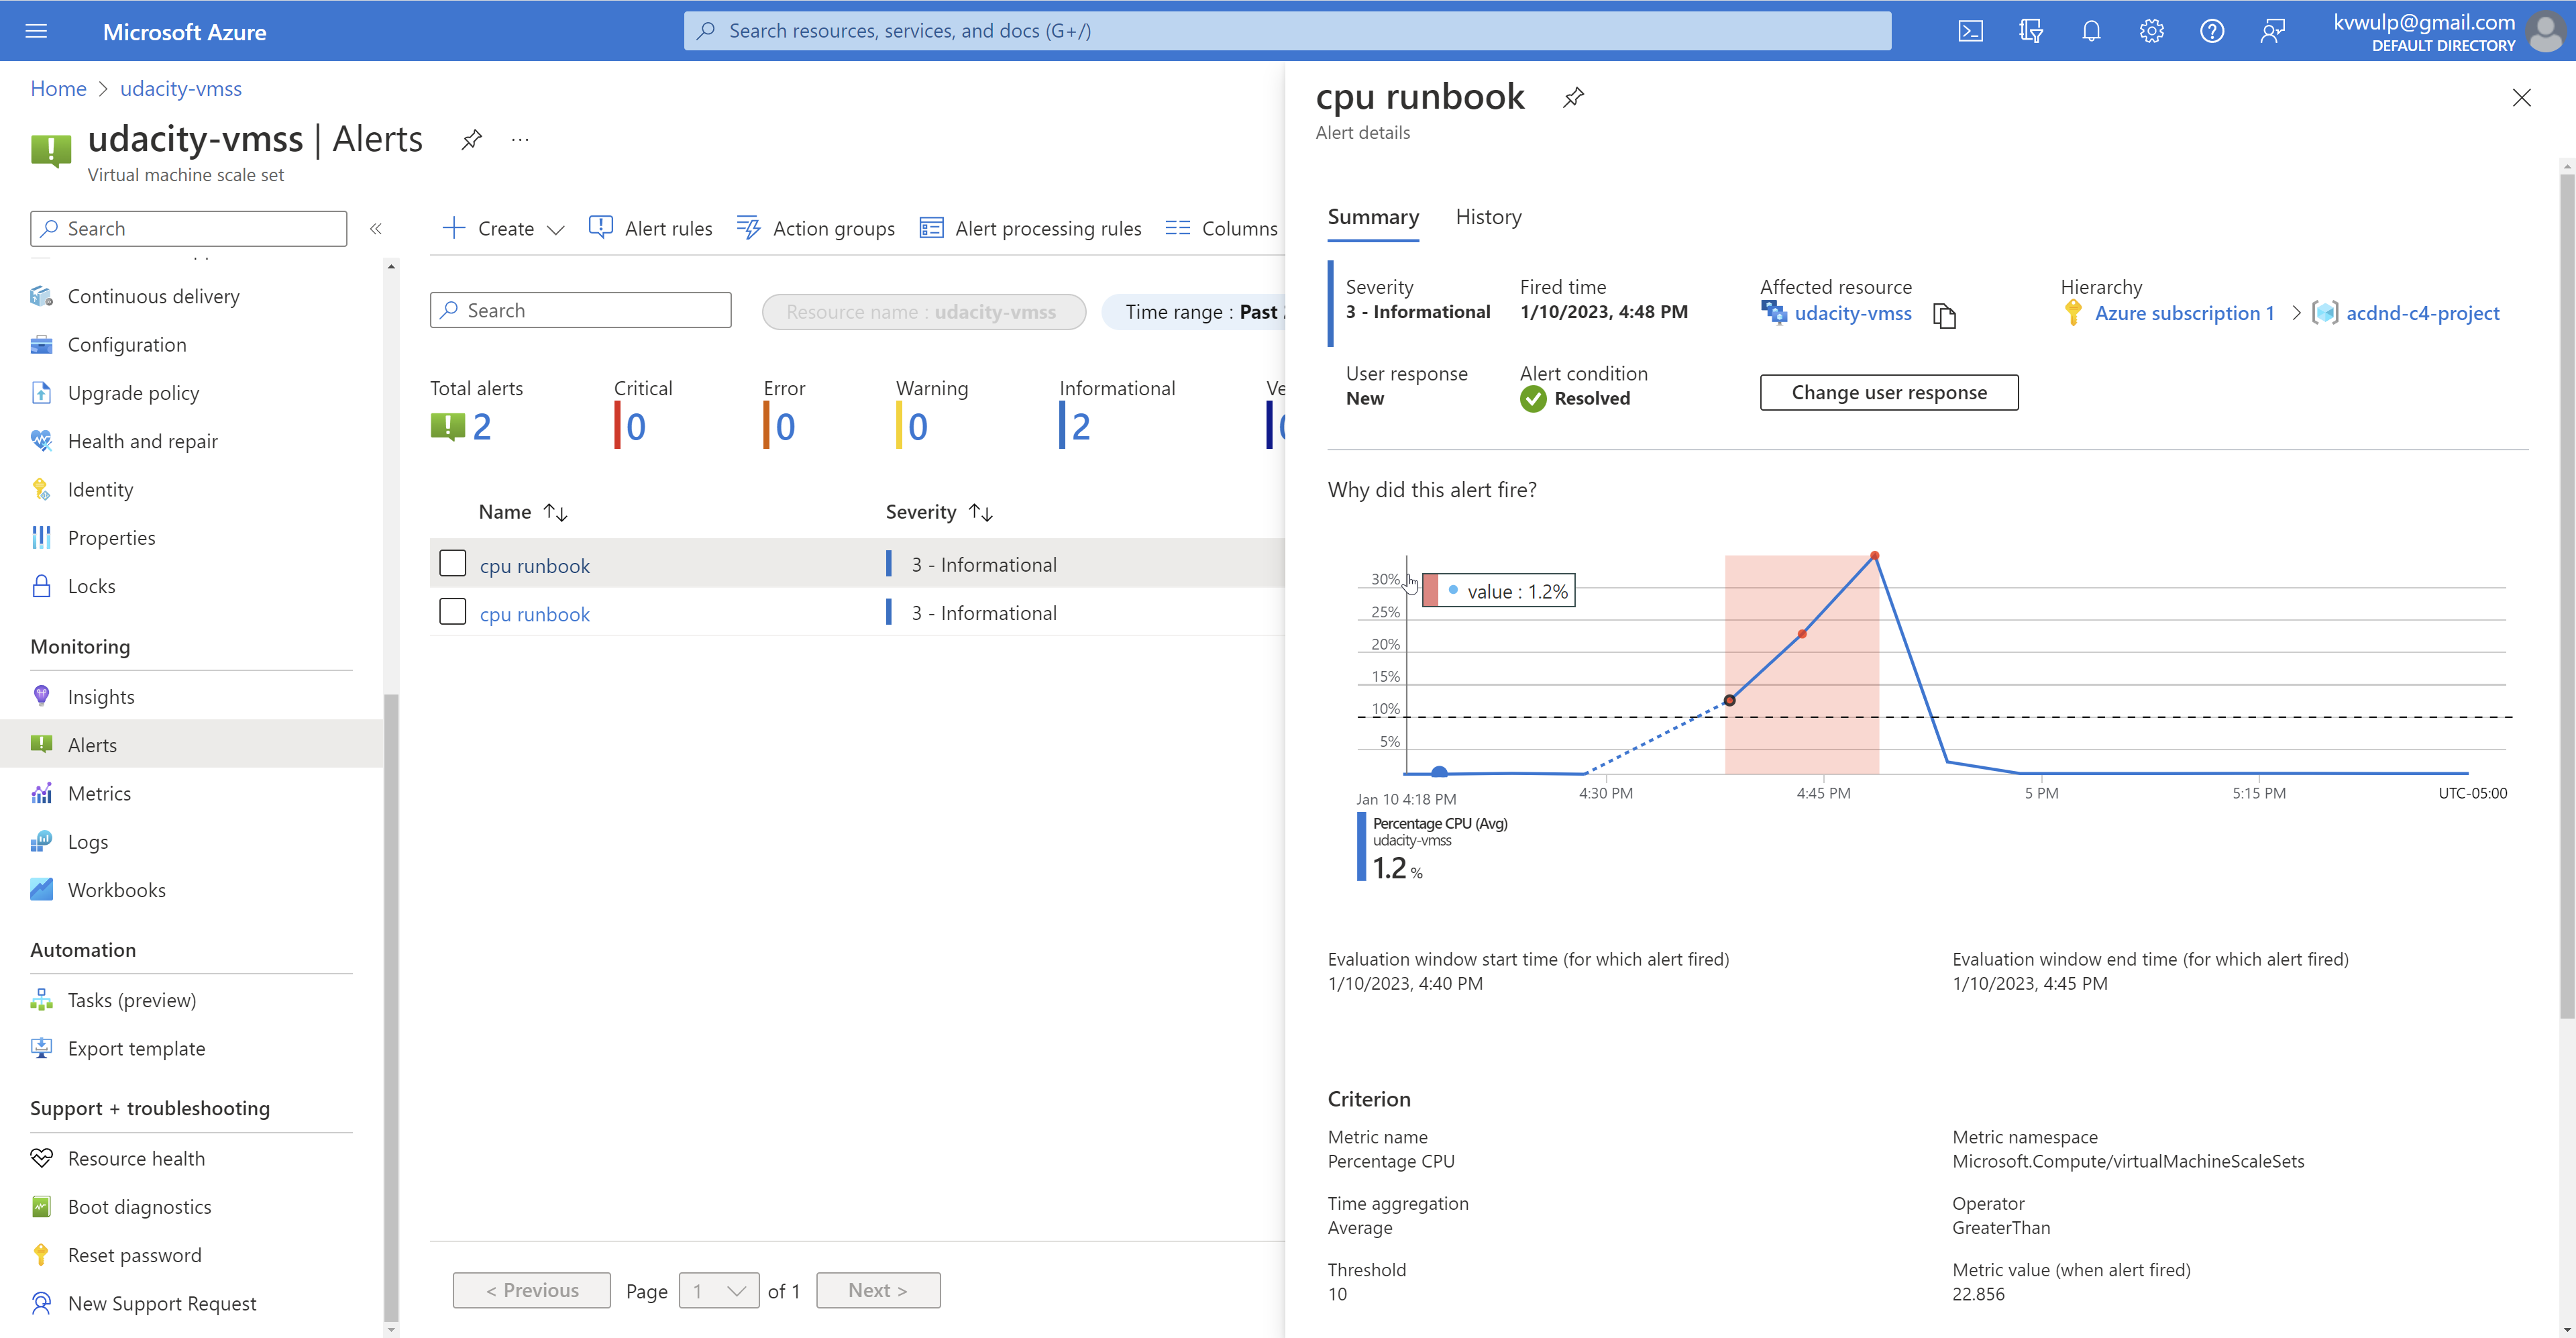 Microsoft Azure
Search resources, services, and docs (G+/)
kvwulp@gmail.com
DEFAULT DIRECTORY
Home > udacity-vmss
udacity-vmss | Alerts
Virtual machine scale set
Search
Continuous delivery
Configuration
Upgrade policy
Health and repair
Identity
Properties
Locks
Monitoring
Insights
Alerts
Metrics
Logs
Workbooks
Automation
Tasks (preview)
Export template
Support + troubleshooting
Resource health
Boot diagnostics
Reset password
New Support Request
Create
Alert rules
Action groups
Alert processing rules
Columns
Search
Resource name : udacity-vmss
Time range : Past
Total alerts
2
Critical
0
Error
0
Warning
0
Informational
2
Name
Severity
cpu runbook
3 - Informational
cpu runbook
3 - Informational
< Previous
Page 1 of 1
Next >
cpu runbook
Alert details
Summary
History
Severity
3 - Informational
Fired time
1/10/2023, 4:48 PM
Affected resource
udacity-vmss
Hierarchy
Azure subscription 1 > acdnd-c4-project
User response
New
Alert condition
Resolved
Change user response
Why did this alert fire?
30%
25%
20%
15%
10%
5%
value : 1.2%
Jan 10 4:18 PM
4:30 PM
4:45 PM
5 PM
5:15 PM
UTC-05:00
Percentage CPU (Avg)
udacity-vmss
1.2 %
Evaluation window start time (for which alert fired)
1/10/2023, 4:40 PM
Evaluation window end time (for which alert fired)
1/10/2023, 4:45 PM
Criterion
Metric name
Percentage CPU
Metric namespace
Microsoft.Compute/virtualMachineScaleSets
Time aggregation
Average
Operator
GreaterThan
Threshold
10
Metric value (when alert fired)
22.856